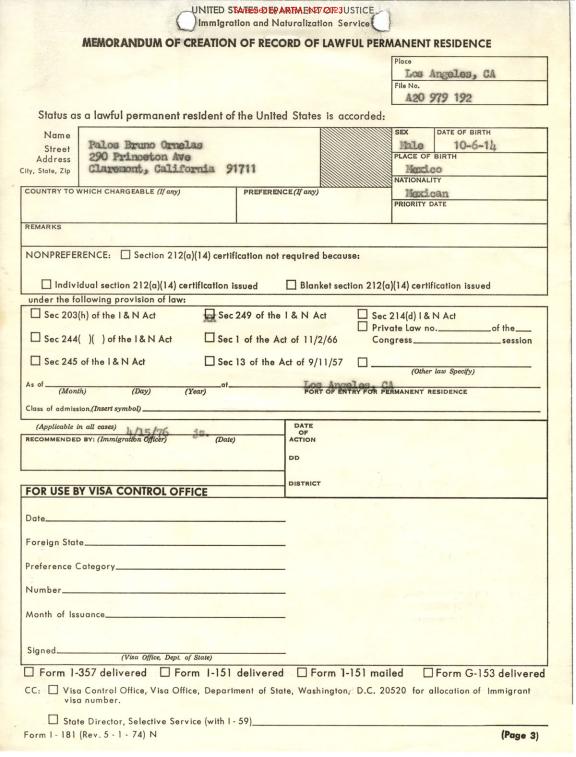 UNITED STATES DEPARTMENT OF JUSTICE
Immigration and Naturalization Service
MEMORANDUM OF CREATION OF RECORD OF LAWFUL PERMANENT RESIDENCE
Place
Los Angeles, CA
File No.
A20 979 192
Status as a lawful permanent resident of the United States is accorded:
Name
Street
Address
City, State, Zip
Palos Bruno Ornelas
290 Princeton Ave
Claremont, California 91711
SEX
Male
DATE OF BIRTH
10-6-14
PLACE OF BIRTH
Mexico
NATIONALITY
Mexican
COUNTRY TO WHICH CHARGEABLE (If any)
PREFERENCE (If any)
PRIORITY DATE
REMARKS
NONPREFERENCE: Section 212(a)(14) certification not required because:
Individual section 212(a)(14) certification issued Blanket section 212(a)(14) certification issued
under the following provision of law:
Sec 203(h) of the I & N Act Sec 249 of the I & N Act Sec 214(d) I & N Act
Private Law no. of the
Sec 244( )( ) of the I & N Act Sec 1 of the Act of 11/2/66 Congress session
Sec 245 of the I & N Act Sec 13 of the Act of 9/11/57
(Other law Specify)
As of at Los Angeles, CA
(Month) (Day) (Year) PORT OF ENTRY FOR PERMANENT RESIDENCE
Class of admission,(Insert symbol)
(Applicable in all cases) 4/15/76
RECOMMENDED BY: (Immigration Officer) (Date)
DATE
OF
ACTION
DD
DISTRICT
FOR USE BY VISA CONTROL OFFICE
Date
Foreign State
Preference Category
Number
Month of Issuance
Signed
(Visa Office, Dept. of State)
Form I-357 delivered Form I-151 delivered Form I-151 mailed Form G-153 delivered
CC: Visa Control Office, Visa Office, Department of State, Washington, D.C. 20520 for allocation of Immigrant
visa number.
State Director, Selective Service (with I - 59)
Form I - 181 (Rev. 5 - 1 - 74) N (Page 3)